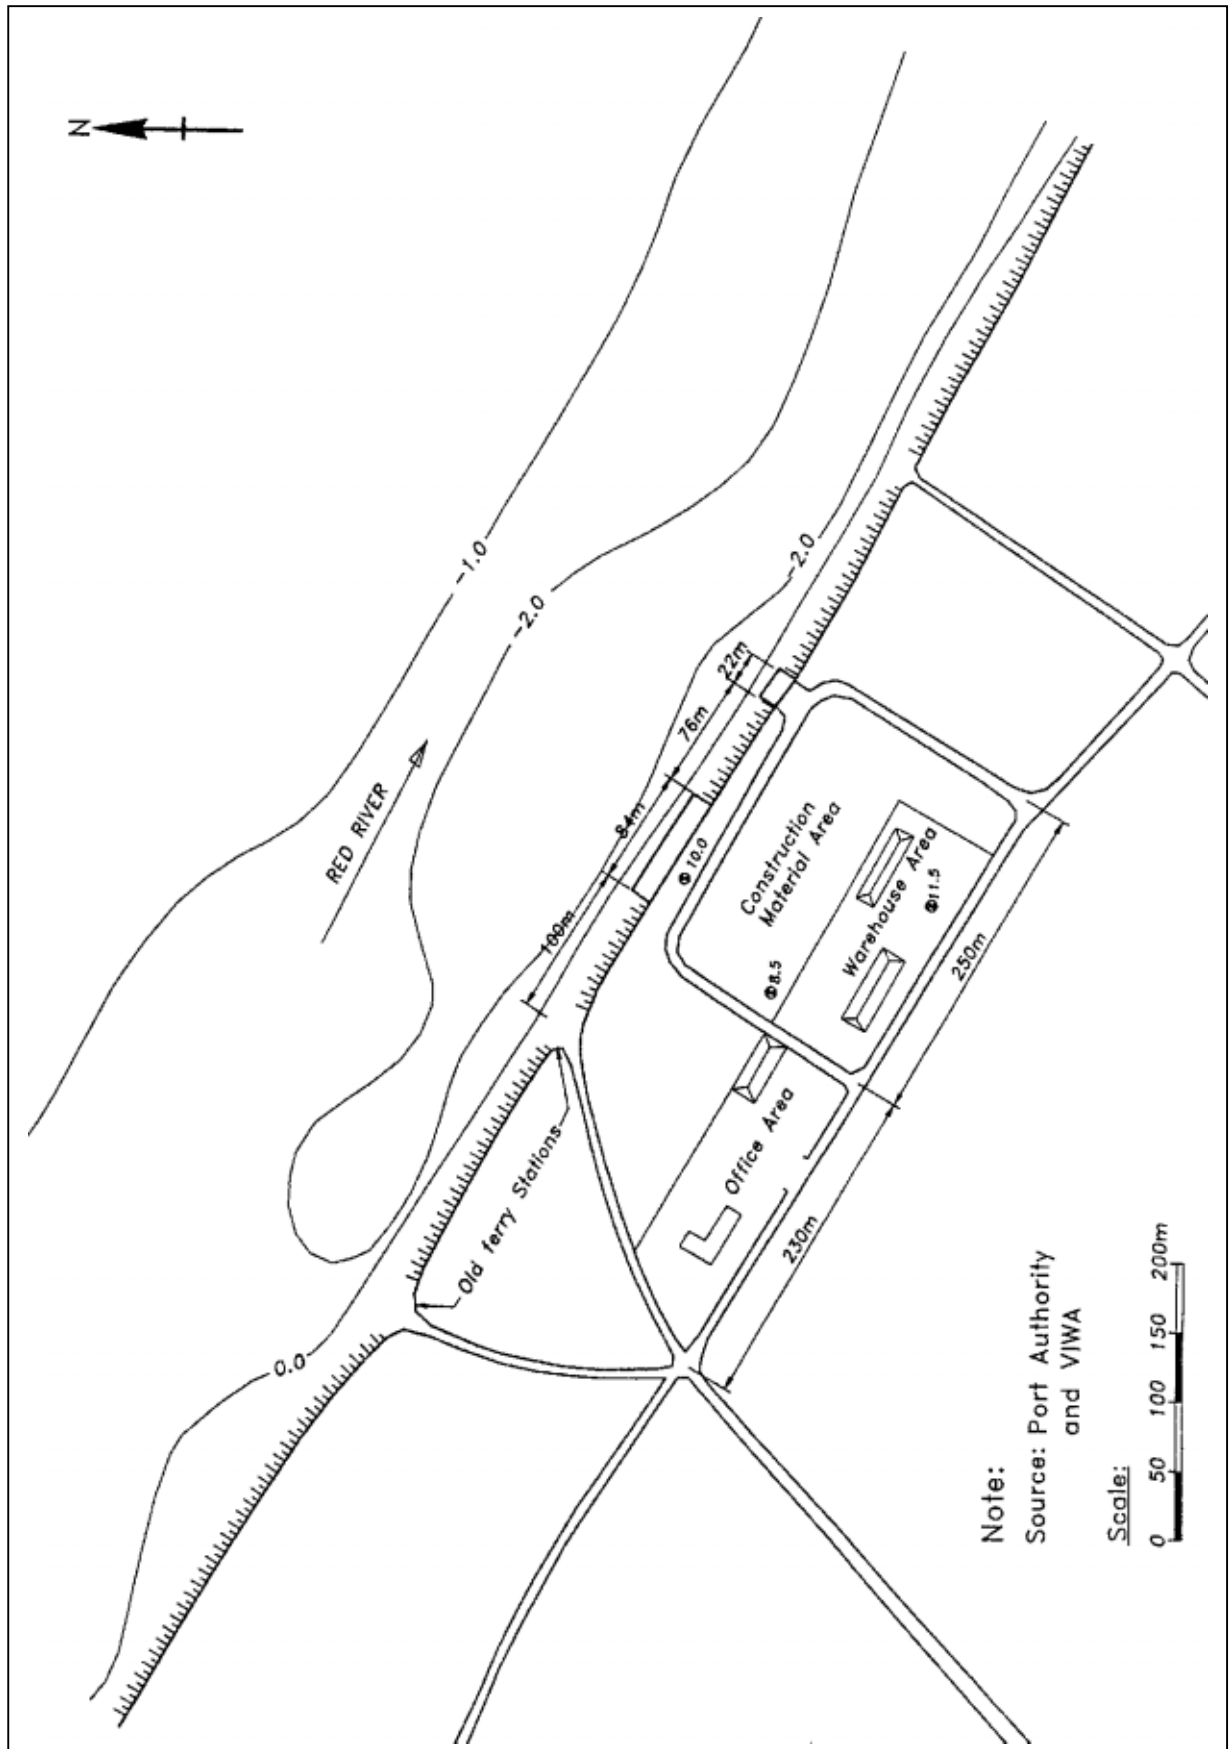 N
RED RIVER
-1.0
-2.0
-2.0
0.0
100m
84m
76m
22m
Old ferry Stations
10.0
8.5
11.5
Construction
Material Area
Warehouse Area
Office Area
230m
250m
Note:
Source: Port Authority
and VIWA
Scale:
0 50 100 150 200m